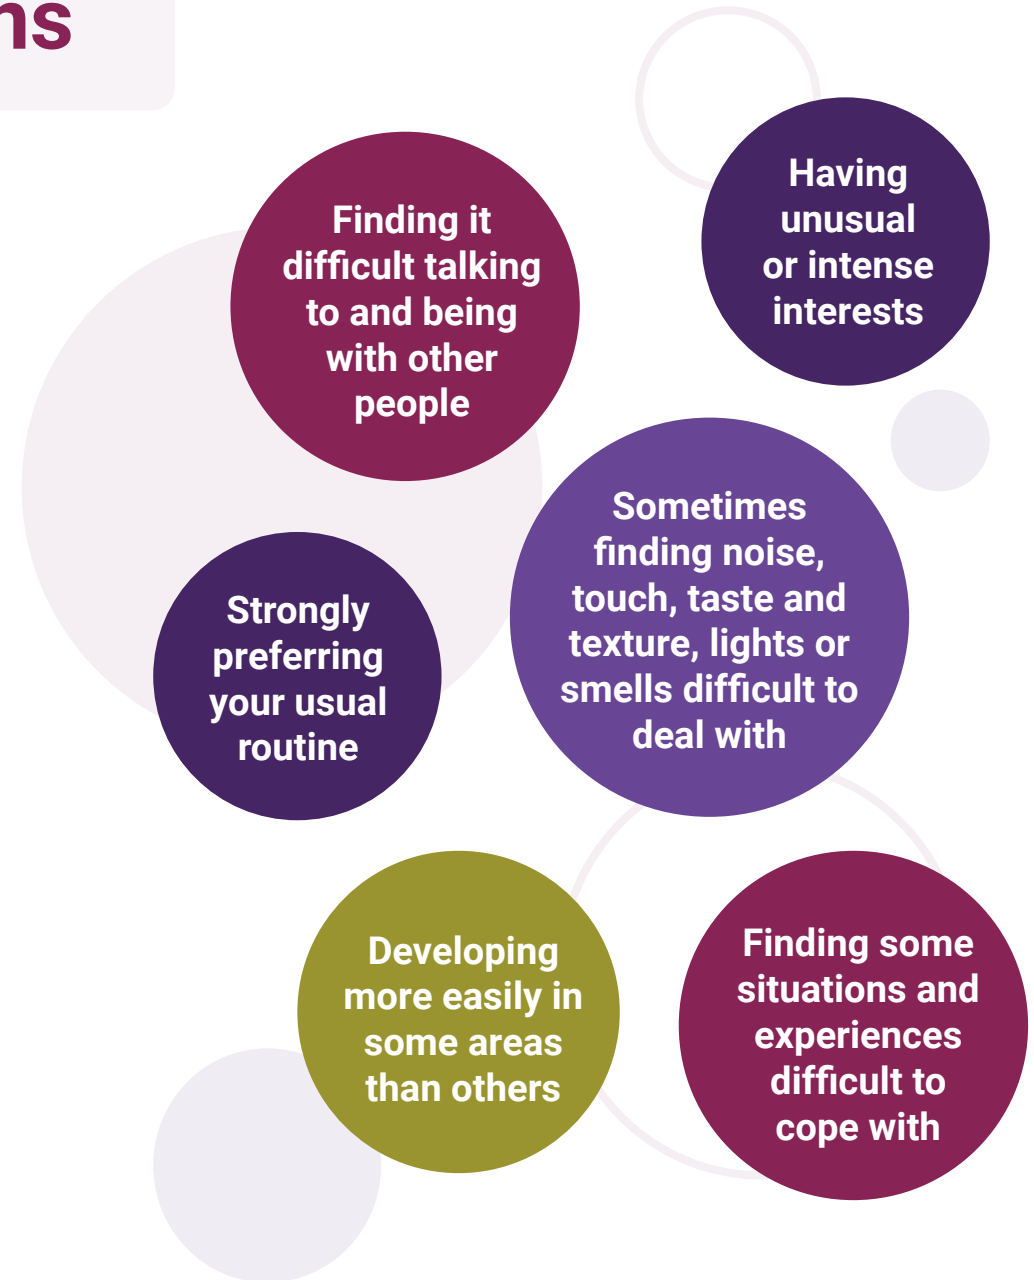 ns
Having
unusual
or intense
interests
Finding it
difficult talking
to and being
with other
people
Sometimes
finding noise,
touch, taste and
texture, lights or
smells difficult to
deal with
Strongly
preferring
your usual
routine
Developing
more easily in
some areas
than others
Finding some
situations and
experiences
difficult to
cope with